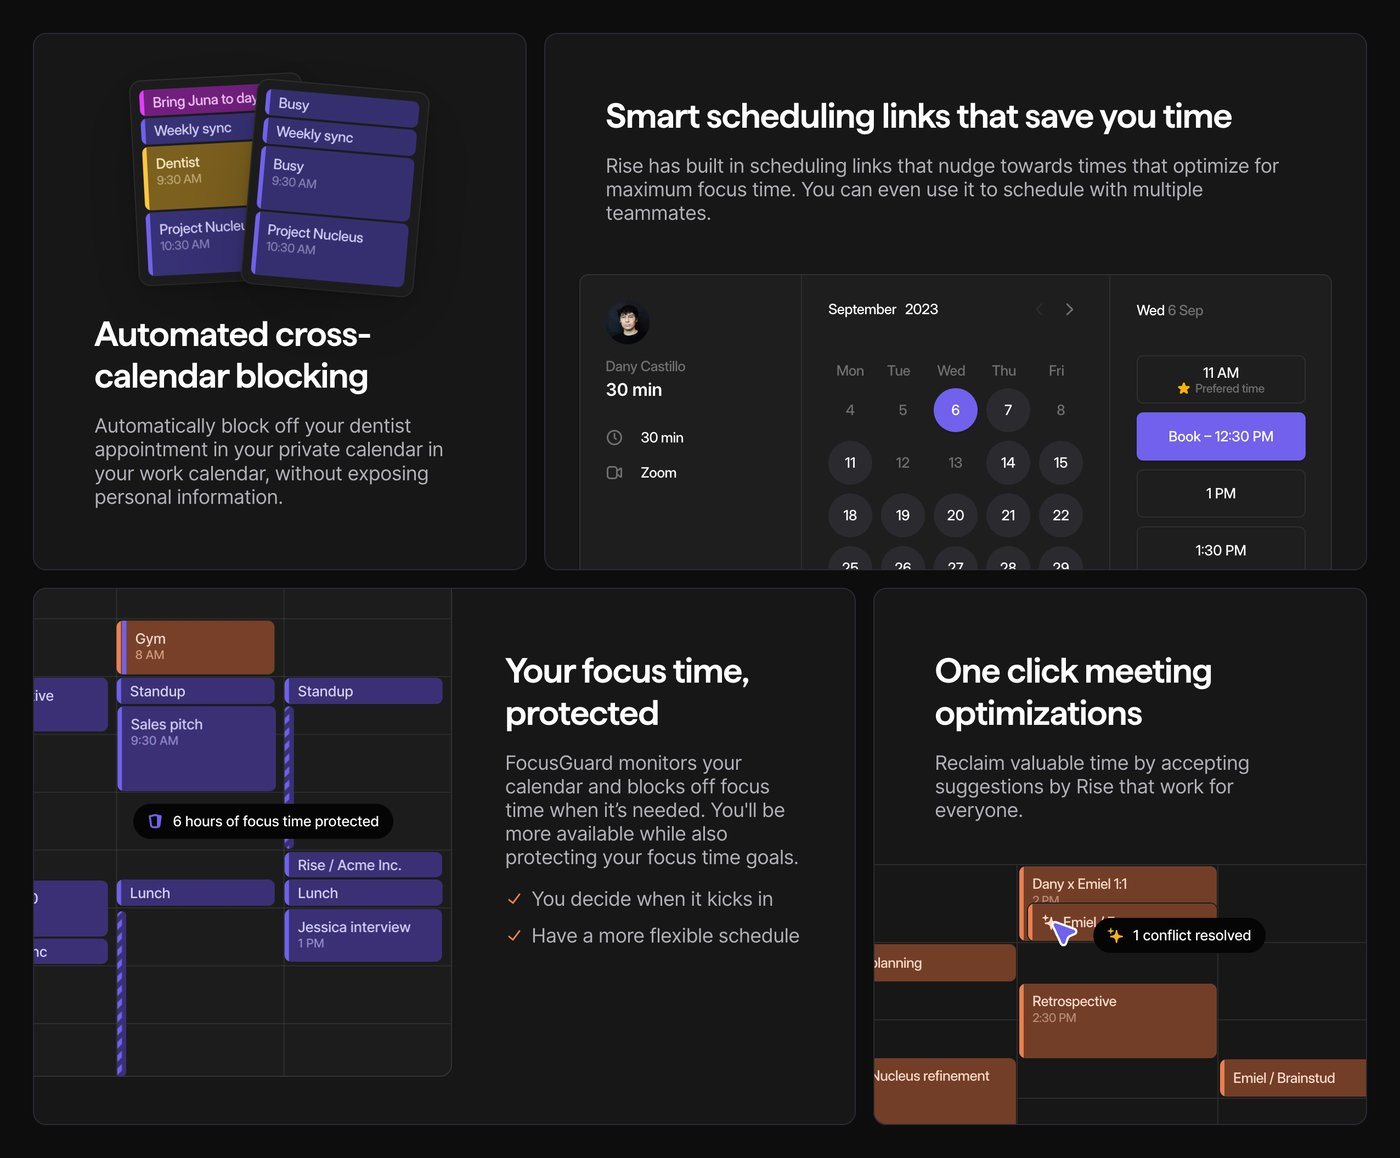 Bring Juna to day
Weekly sync
Dentist
9:30 AM
Project Nucleu
10:30 AM
Busy
Weekly sync
Busy
9:30 AM
Project Nucleus
10:30 AM
Automated cross-
calendar blocking
Automatically block off your dentist
appointment in your private calendar in
your work calendar, without exposing
personal information.
Smart scheduling links that save you time
Rise has built in scheduling links that nudge towards times that optimize for
maximum focus time. You can even use it to schedule with multiple
teammates.
Dany Castillo
30 min
30 min
Zoom
September 2023
Mon Tue Wed Thu Fri
4 5 6 7 8
11 12 13 14 15
18 19 20 21 22
25 26 27 28 29
Wed 6 Sep
11 AM
Prefered time
Book – 12:30 PM
1 PM
1:30 PM
Gym
8 AM
Standup
Standup
Sales pitch
9:30 AM
6 hours of focus time protected
Rise / Acme Inc.
Lunch
Lunch
Jessica interview
1 PM
Your focus time,
protected
FocusGuard monitors your
calendar and blocks off focus
time when it’s needed. You'll be
more available while also
protecting your focus time goals.
You decide when it kicks in
Have a more flexible schedule
One click meeting
optimizations
Reclaim valuable time by accepting
suggestions by Rise that work for
everyone.
Dany x Emiel 1:1
2 PM
Emiel /
1 conflict resolved
planning
Retrospective
2:30 PM
Nucleus refinement
Emiel / Brainstud